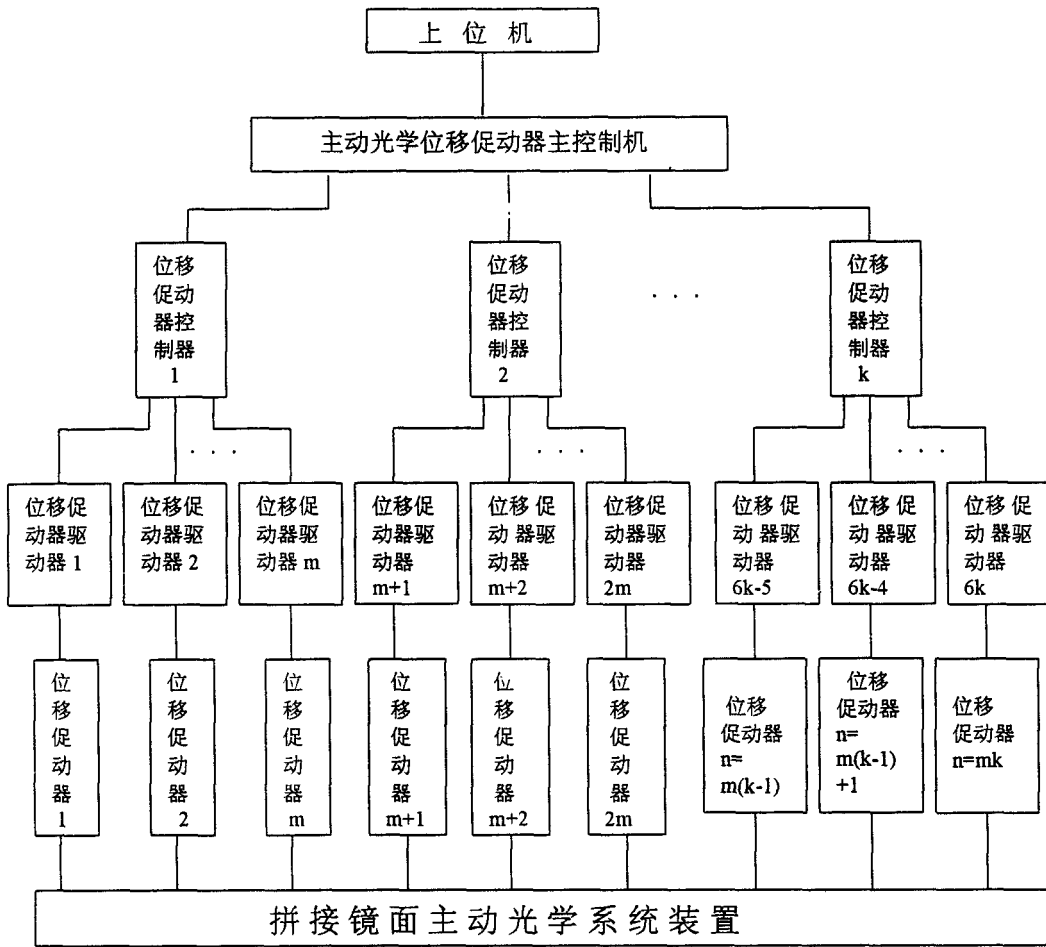 上位机
主动光学位移促动器主控制机
位移
促动
器控
制器
1
位移
促动
器控
制器
2
. . .
位移
促动
器控
制器
k
. . .
. . .
. . .
位移促
动器驱
动器 1
位移促
动器驱
动器 2
位移促
动器驱
动器 m
位移促
动器驱
动器
m+1
位移 促
动 器驱
动器
m+2
位移促
动器驱
动器
2m
位移 促
动 器驱
动器
6k-5
位移 促
动 器驱
动器
6k-4
位移 促
动 器驱
动器
6k
位
移
促
动
器
1
位
移
促
动
器
2
位
移
促
动
器
m
位
移
促
动
器
m+1
位
移
促
动
器
m+2
位
移
促
动
器
2m
位移
促动器
n=
m(k-1)
位移
促动器
n=
m(k-1)
+1
位移
促动器
n=mk
拼接镜面主动光学系统装置